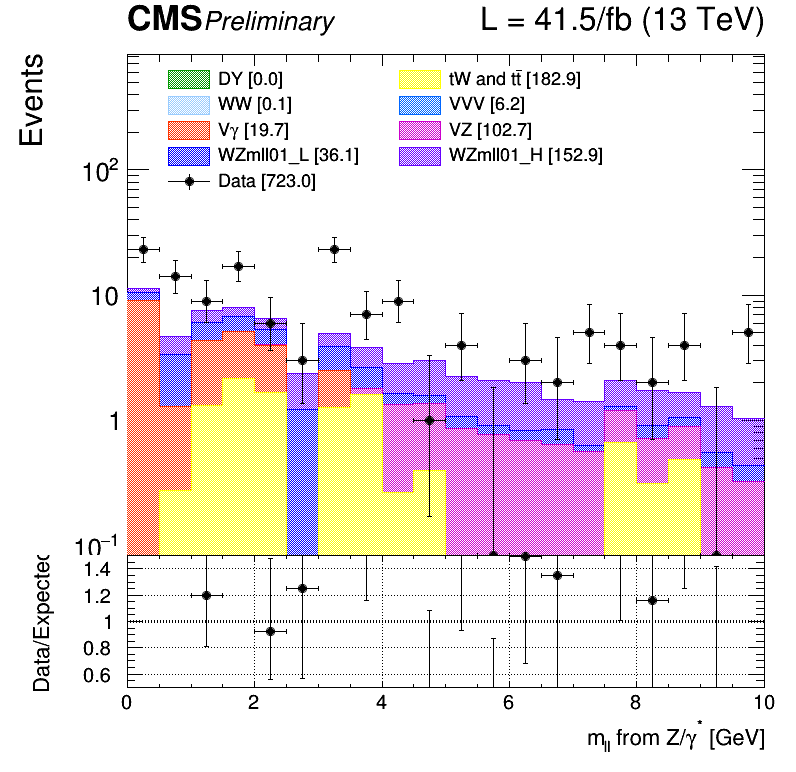 CMS Preliminary L = 41.5/fb (13 TeV)
Events
DY [0.0] tW and tt̄ [182.9]
WW [0.1] VVV [6.2]
Vγ [19.7] VZ [102.7]
WZmll01_L [36.1] WZmll01_H [152.9]
Data [723.0]
10²
10
1
10⁻¹
Data/Expected
1.4
1.2
1
0.8
0.6
0 2 4 6 8 10
m_ll from Z/γ* [GeV]